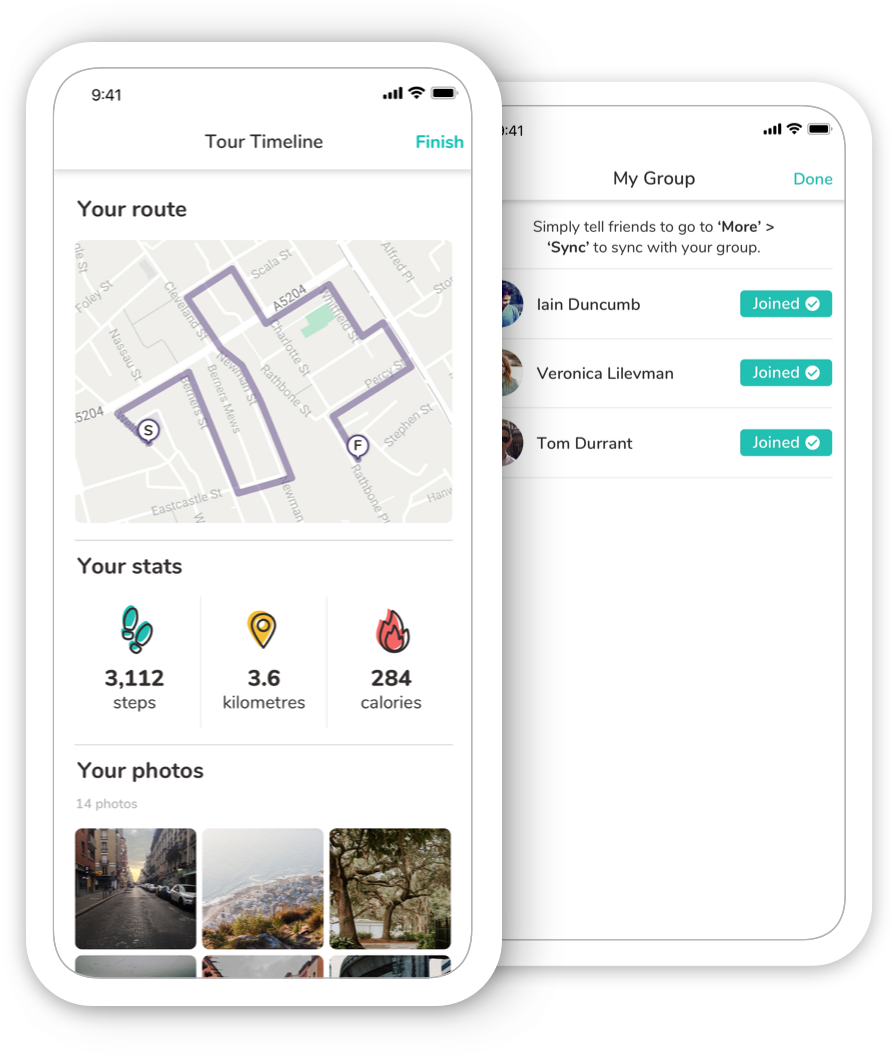 9:41
Tour Timeline
Finish
Your route
Scala St
Alfred Pl
Foley St
Cleveland St
A5204
Whitfield St
Nassau St
Charlotte St
Newman St
Percy St
Rathbone St
Berners St
Berners Mews
5204
S
F
Stephen St
Eastcastle St
Newman
Rathbone Pl
Your stats
3,112
3.6
284
steps
kilometres
calories
Your photos
14 photos
:41
My Group
Done
Simply tell friends to go to ‘More’ >
‘Sync’ to sync with your group.
Iain Duncumb
Joined
Veronica Lilevman
Joined
Tom Durrant
Joined